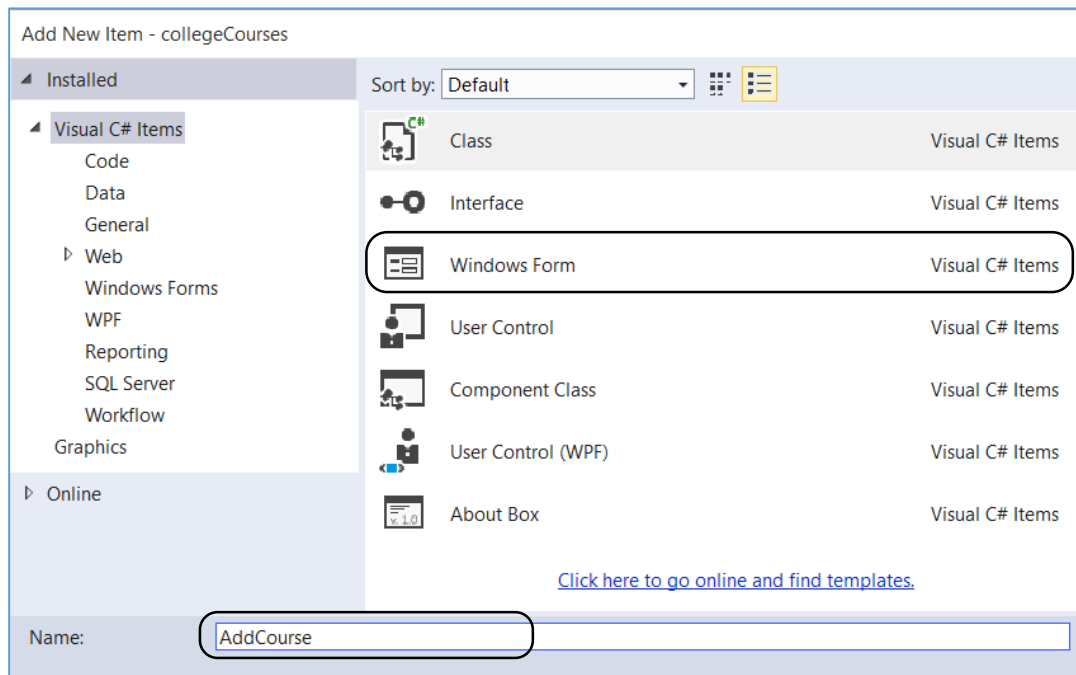 Add New Item - collegeCourses
Installed
Sort by: Default
Visual C# Items
Code
Data
General
Web
Windows Forms
WPF
Reporting
SQL Server
Workflow
Graphics
Online
C#
Class Visual C# Items
Interface Visual C# Items
Windows Form Visual C# Items
User Control Visual C# Items
Component Class Visual C# Items
User Control (WPF) Visual C# Items
v. 1.0
About Box Visual C# Items
Click here to go online and find templates.
Name: AddCourse